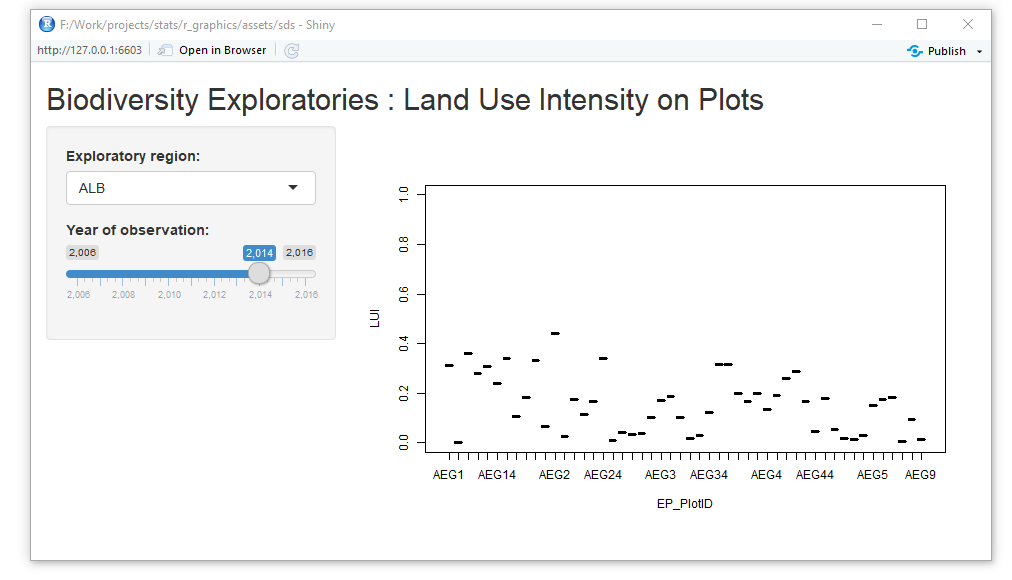 F:/Work/projects/stats/r_graphics/assets/sds - Shiny
http://127.0.0.1:6603 Open in Browser Publish
Biodiversity Exploratories : Land Use Intensity on Plots
Exploratory region:
ALB
Year of observation:
2,006 2,014 2,016
2,006 2,008 2,010 2,012 2,014 2,016
LUI
1.0
0.8
0.6
0.4
0.2
0.0
AEG1 AEG14 AEG2 AEG24 AEG3 AEG34 AEG4 AEG44 AEG5 AEG9
EP_PlotID